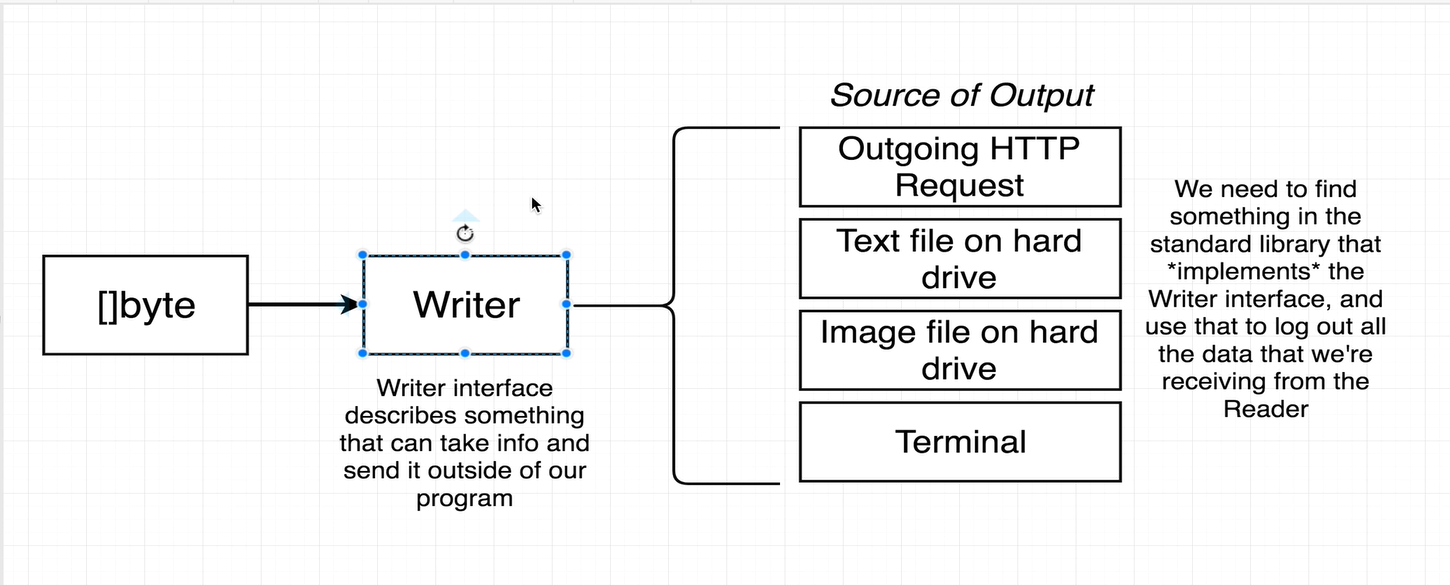 []byte
Writer
Writer interface
describes something
that can take info and
send it outside of our
program
Source of Output
Outgoing HTTP
Request
Text file on hard
drive
Image file on hard
drive
Terminal
We need to find
something in the
standard library that
*implements* the
Writer interface, and
use that to log out all
the data that we're
receiving from the
Reader